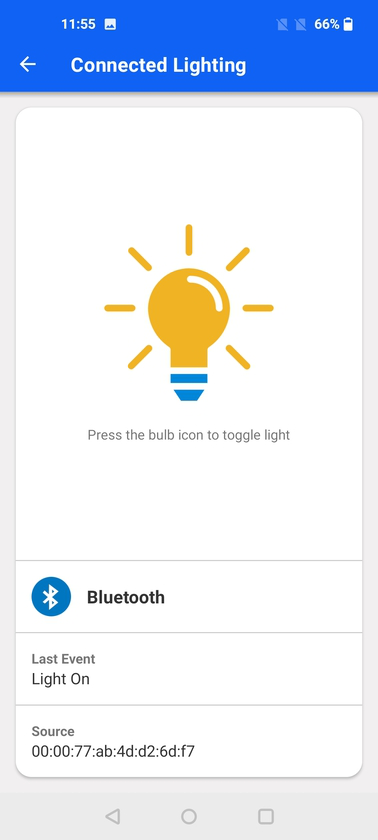 11:55
66%
Connected Lighting
Press the bulb icon to toggle light
Bluetooth
Last Event
Light On
Source
00:00:77:ab:4d:d2:6d:f7